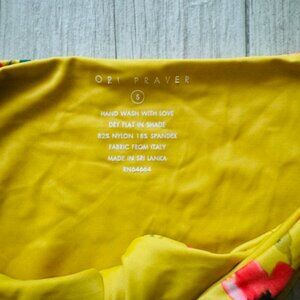 PRAYER
S
HAND WASH WITH LOVE
DRY FLAT IN SHADE
82% NYLON 18% SPANDEX
FABRIC FROM ITALY
MADE IN SRI LANKA
RN64664